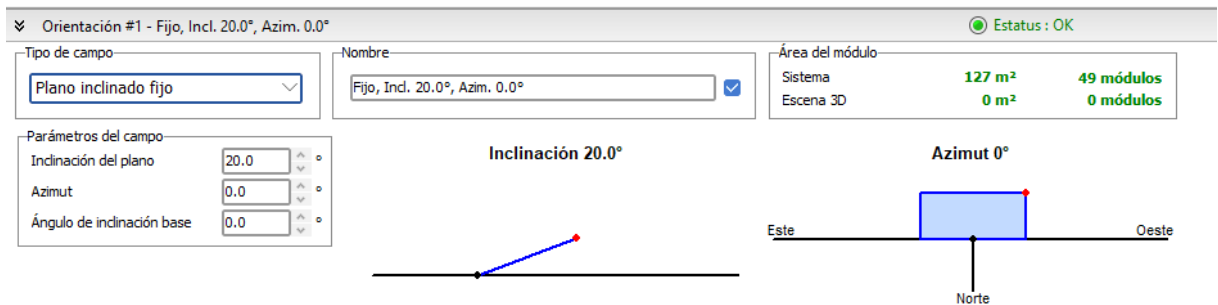 Orientación #1 - Fijo, Incl. 20.0°, Azim. 0.0°
Estatus : OK
Tipo de campo
Plano inclinado fijo
Nombre
Fijo, Incl. 20.0°, Azim. 0.0°
Área del módulo
Sistema 127 m² 49 módulos
Escena 3D 0 m² 0 módulos
Parámetros del campo
Inclinación del plano 20.0 °
Azimut 0.0 °
Ángulo de inclinación base 0.0 °
Inclinación 20.0°
Azimut 0°
Este
Oeste
Norte